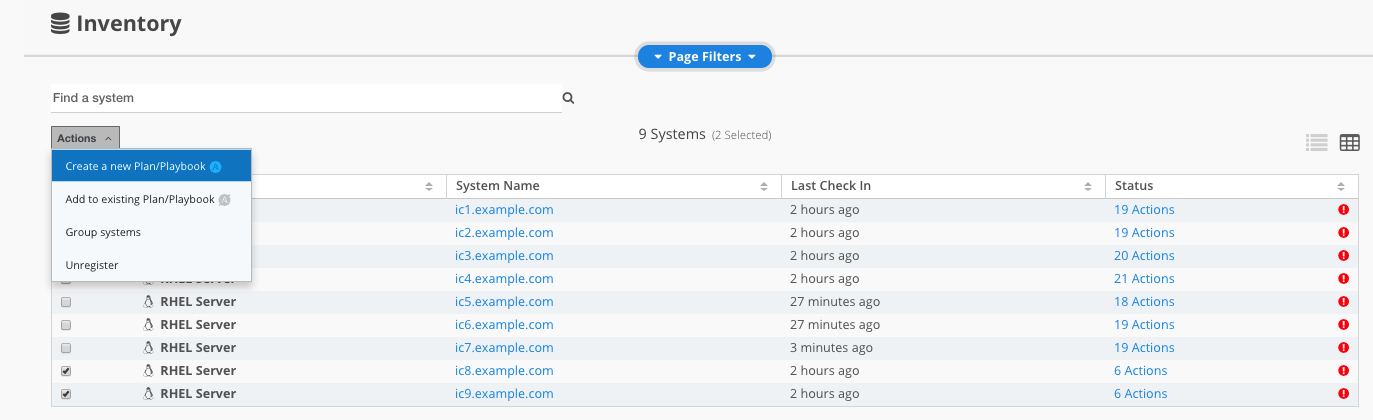 Inventory
Page Filters
Find a system
Actions
9 Systems (2 Selected)
Create a new Plan/Playbook
Add to existing Plan/Playbook
Group systems
Unregister
System Name Last Check In Status
ic1.example.com 2 hours ago 19 Actions
ic2.example.com 2 hours ago 19 Actions
ic3.example.com 2 hours ago 20 Actions
ic4.example.com 2 hours ago 21 Actions
RHEL Server ic5.example.com 27 minutes ago 18 Actions
RHEL Server ic6.example.com 27 minutes ago 19 Actions
RHEL Server ic7.example.com 3 minutes ago 19 Actions
RHEL Server ic8.example.com 2 hours ago 6 Actions
RHEL Server ic9.example.com 2 hours ago 6 Actions